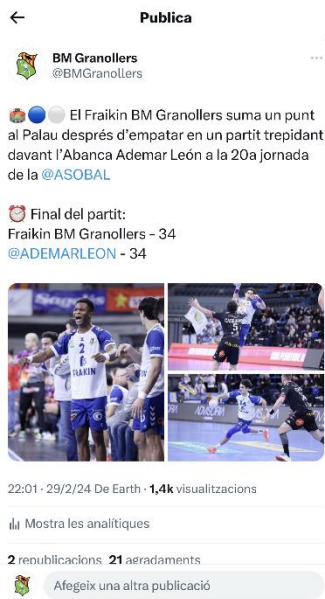 Publica
BM Granollers
@BMGranollers
El Fraikin BM Granollers suma un punt
al Palau després d'empatar en un partit trepidant
davant l'Abanca Ademar León a la 20a jornada
de la @ASOBAL
Final del partit:
Fraikin BM Granollers - 34
@ADEMARLEON - 34
2
FRAKIN
5
22:01 · 29/2/24 De Earth · 1,4k visualitzacions
Mostra les analítiques
2 republicacions 21 agradaments
Afegeix una altra publicació